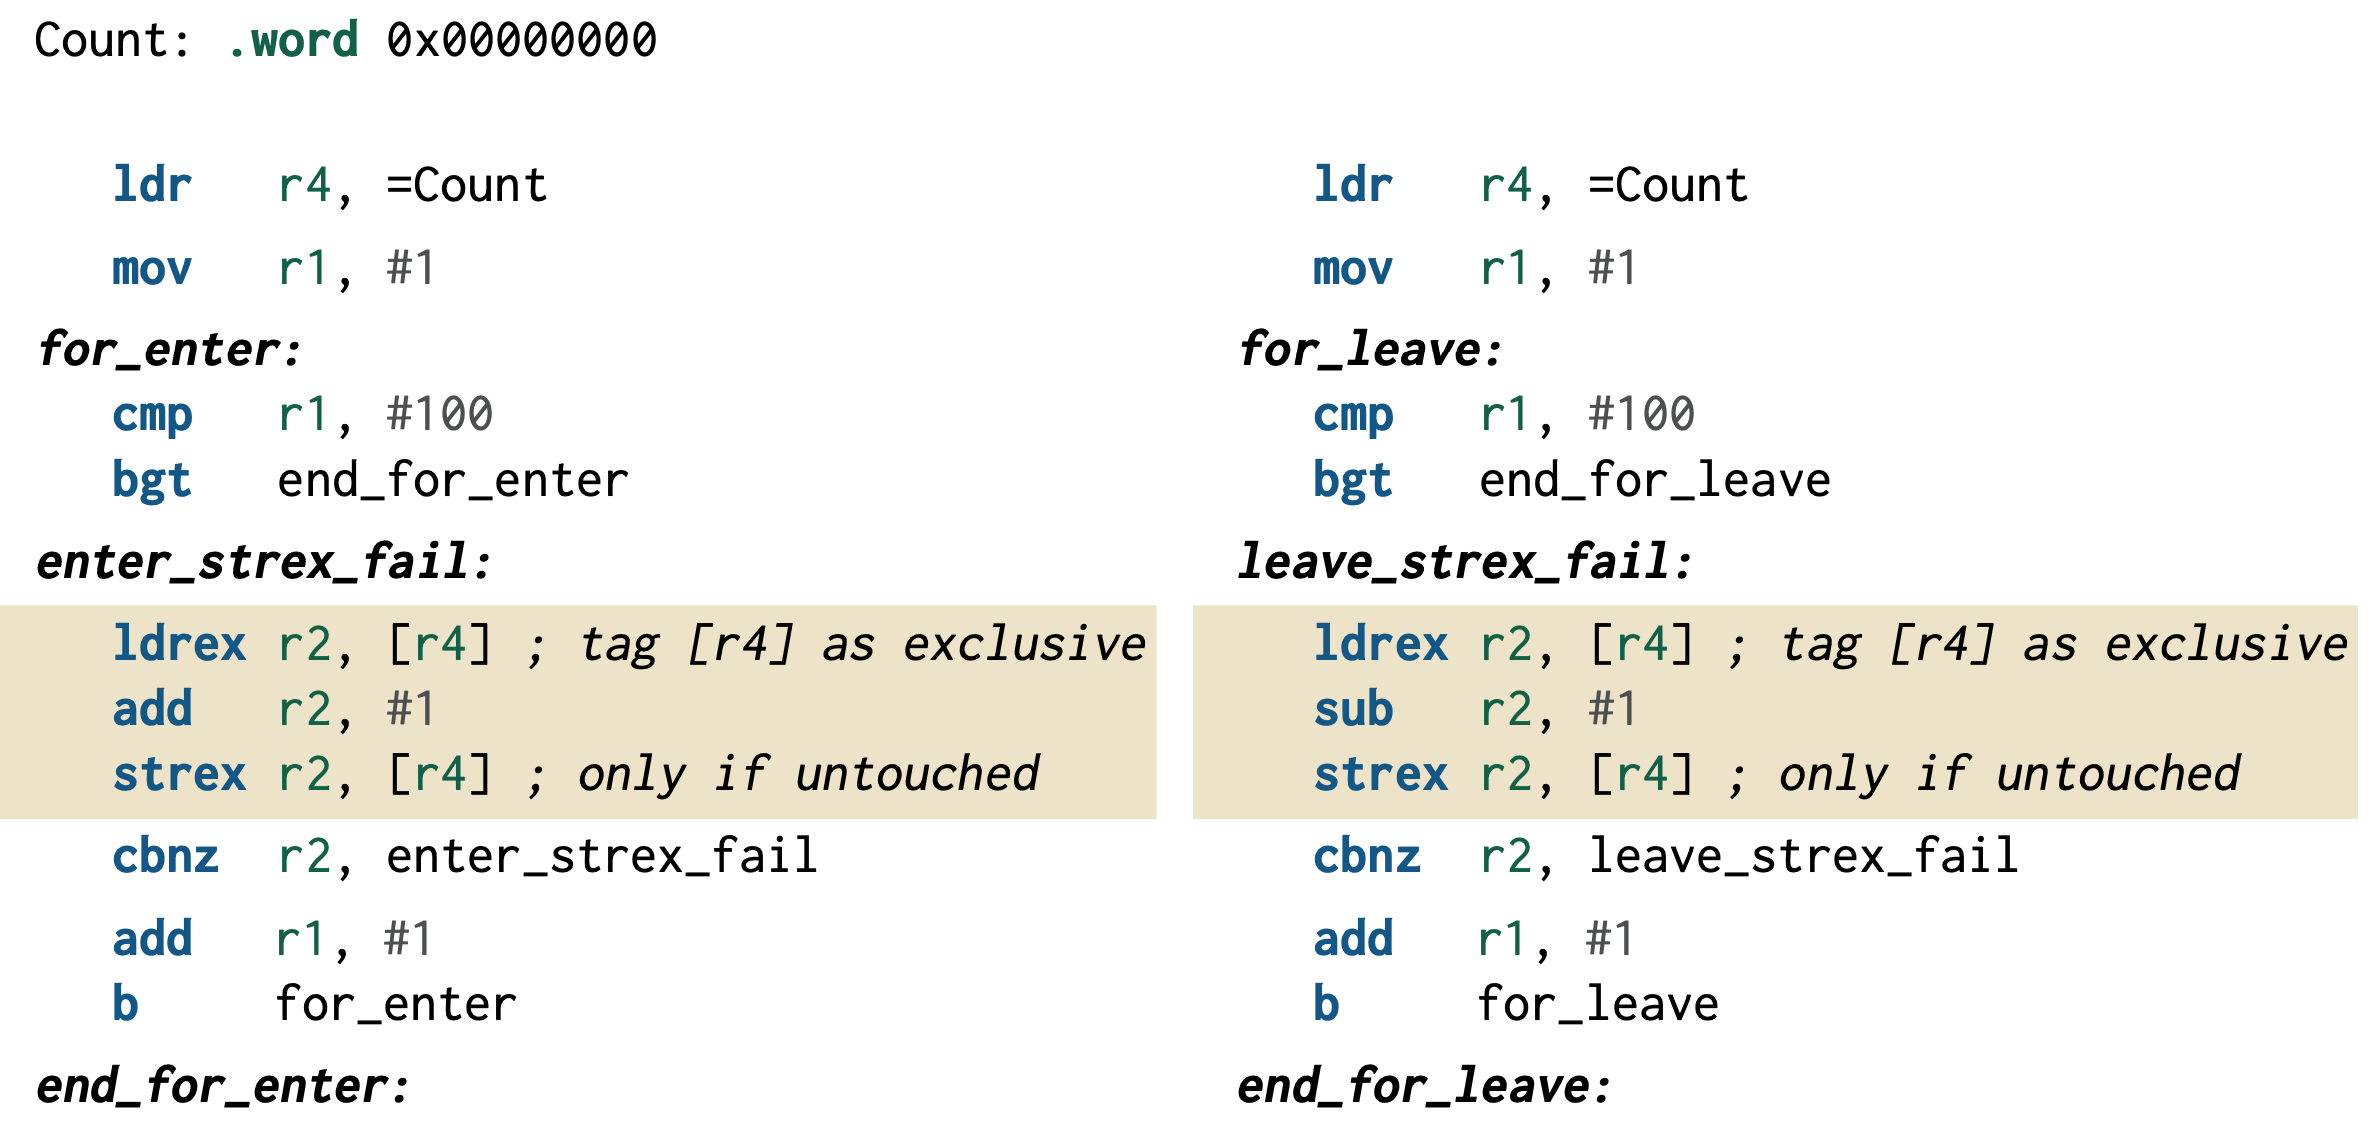 Count: .word 0x00000000
ldr r4, =Count
mov r1, #1
for_enter:
cmp r1, #100
bgt end_for_enter
enter_strex_fail:
ldrex r2, [r4] ; tag [r4] as exclusive
add r2, #1
strex r2, [r4] ; only if untouched
cbnz r2, enter_strex_fail
add r1, #1
b for_enter
end_for_enter:
ldr r4, =Count
mov r1, #1
for_leave:
cmp r1, #100
bgt end_for_leave
leave_strex_fail:
ldrex r2, [r4] ; tag [r4] as exclusive
sub r2, #1
strex r2, [r4] ; only if untouched
cbnz r2, leave_strex_fail
add r1, #1
b for_leave
end_for_leave: